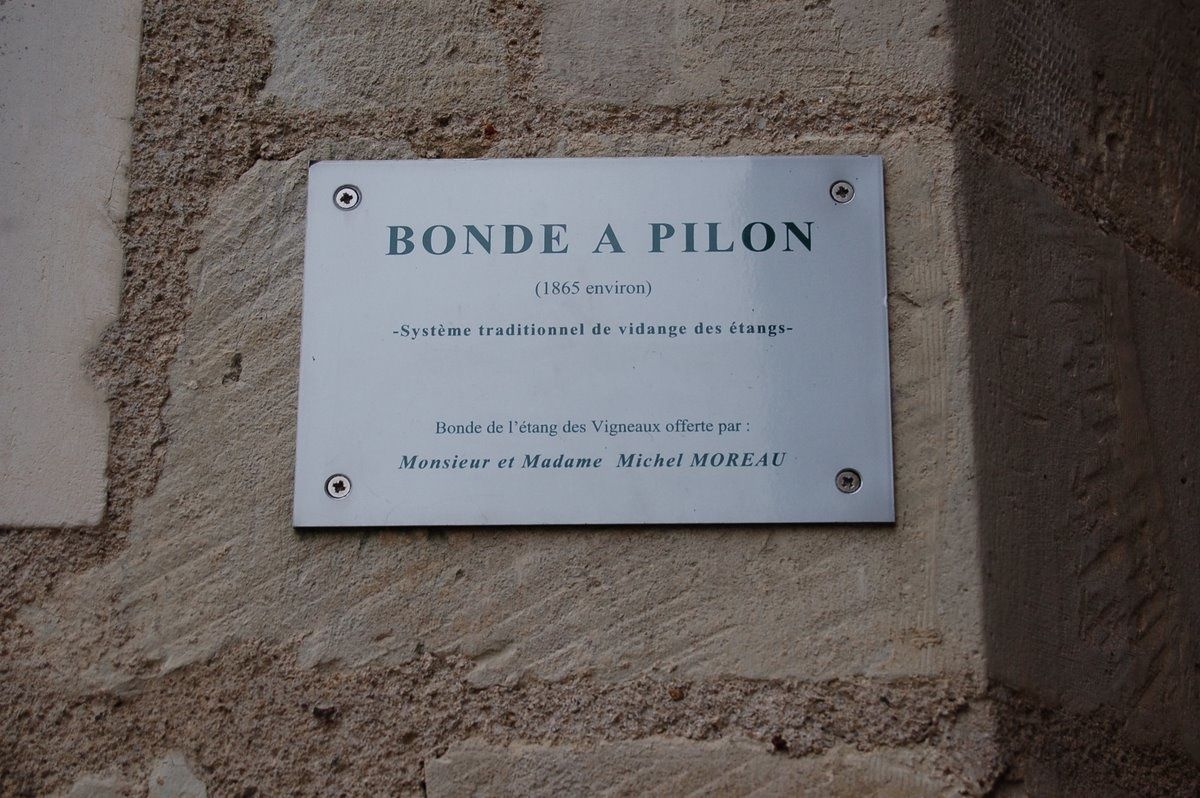 BONDE A PILON
(1865 environ)
-Système traditionnel de vidange des étangs-
Bonde de l'étang des Vigneaux offerte par :
Monsieur et Madame Michel MOREAU